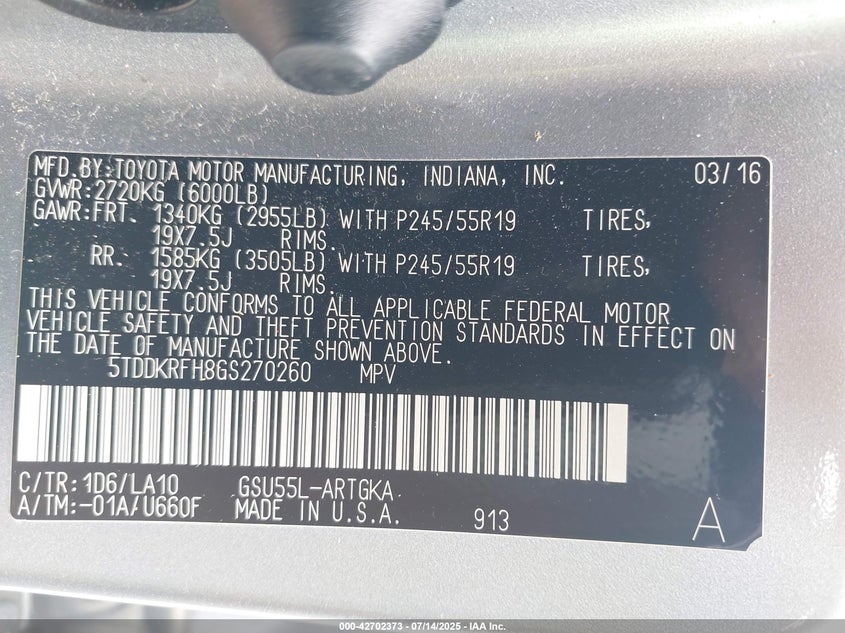 MFD.BY:TOYOTA MOTOR MANUFACTURING, INDIANA, INC. 03/16
GVWR:2720KG (6000LB)
GAWR:FRT. 1340KG (2955LB) WITH P245/55R19 TIRES,
19X7.5J RIMS.
RR. 1585KG (3505LB) WITH P245/55R19 TIRES,
19X7.5J RIMS.
THIS VEHICLE CONFORMS TO ALL APPLICABLE FEDERAL MOTOR
VEHICLE SAFETY AND THEFT PREVENTION STANDARDS IN EFFECT ON
THE DATE OF MANUFACTURE SHOWN ABOVE.
5TDDKRFH8GS270260 MPV
C/TR: 1D6/LA10 GSU55L-ARTGKA
A/TM:-01A/U660F MADE IN U.S.A. 913 A
000-42702373 - 07/14/2025 - IAA Inc.